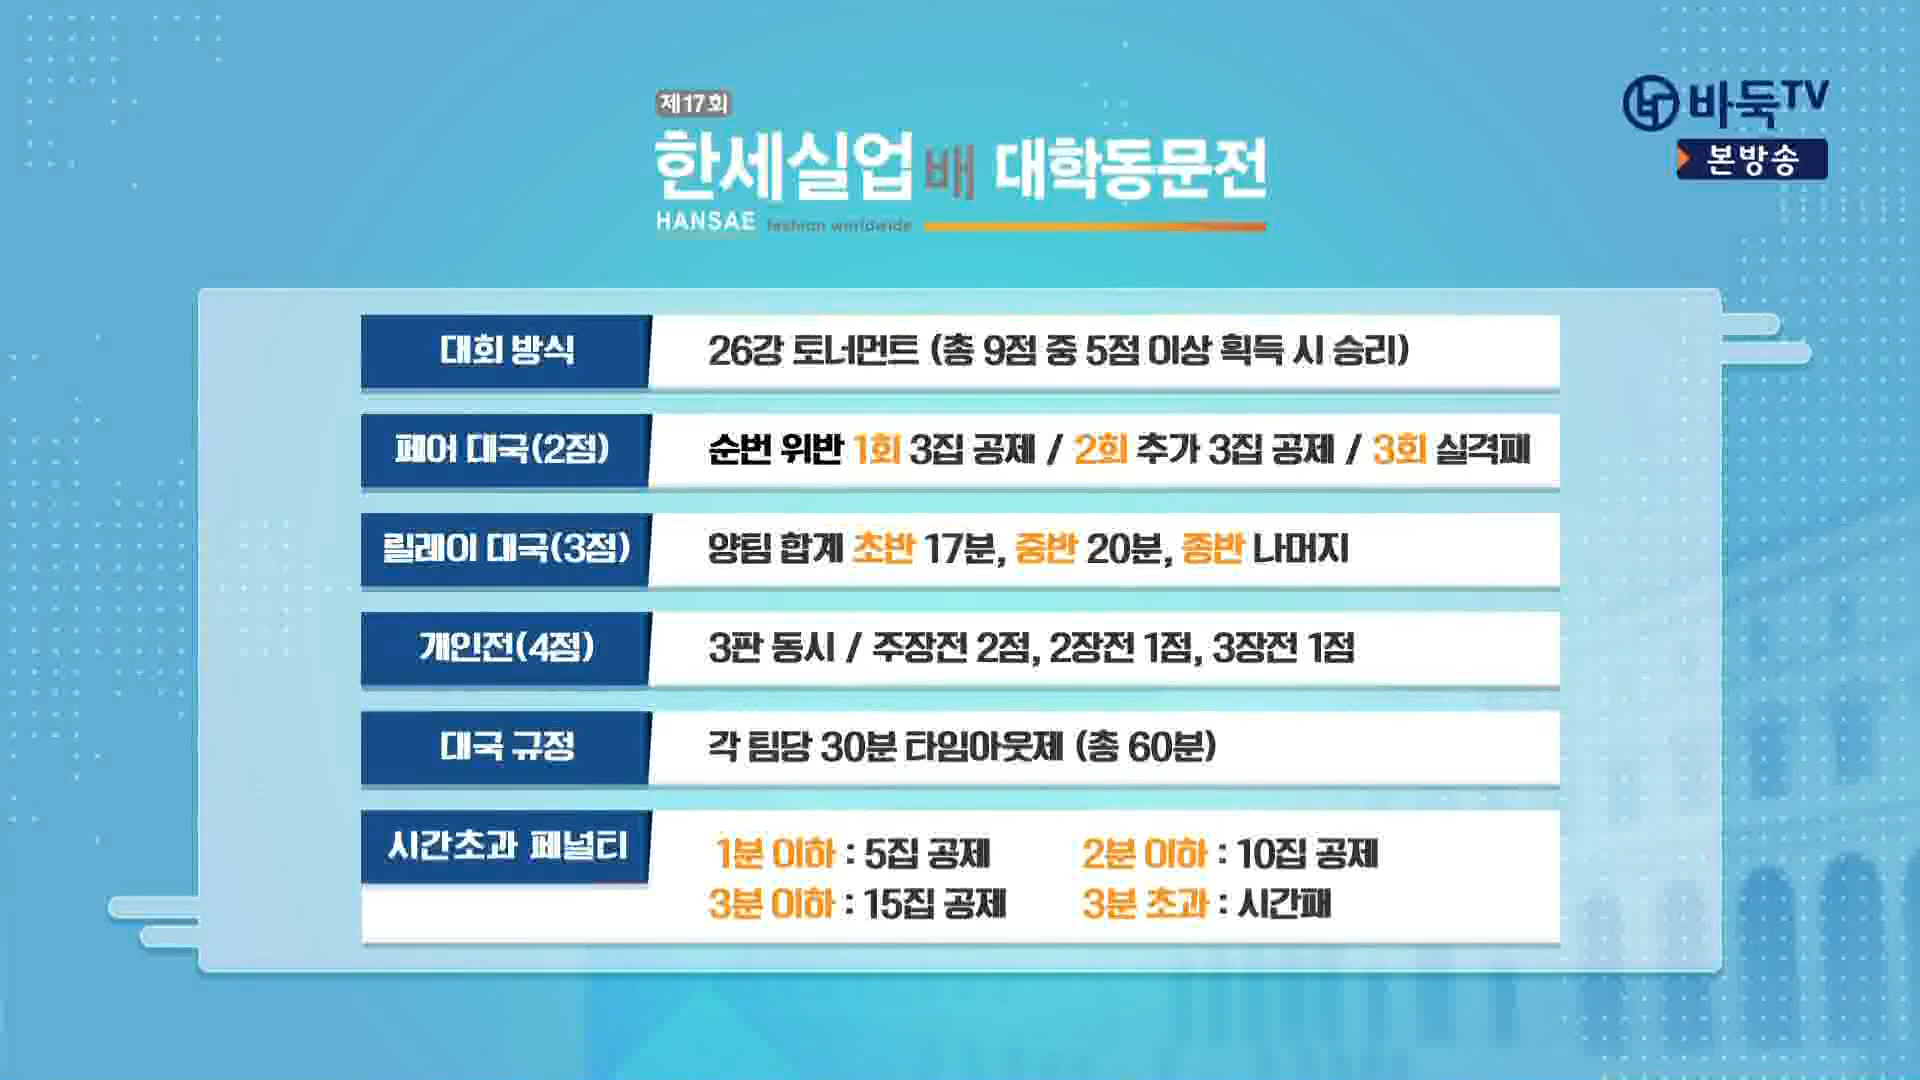 제17회
한세실업배 대학동문전
HANSAE fashion worldwide
바둑TV
본방송
대회 방식 26강 토너먼트 (총 9점 중 5점 이상 획득 시 승리)
페어 대국(2점) 순번 위반 1회 3집 공제 / 2회 추가 3집 공제 / 3회 실격패
릴레이 대국(3점) 양팀 합계 초반 17분, 중반 20분, 종반 나머지
개인전(4점) 3판 동시 / 주장전 2점, 2장전 1점, 3장전 1점
대국 규정 각 팀당 30분 타임아웃제 (총 60분)
시간초과 페널티 1분 이하 : 5집 공제 2분 이하 : 10집 공제
3분 이하 : 15집 공제 3분 초과 : 시간패